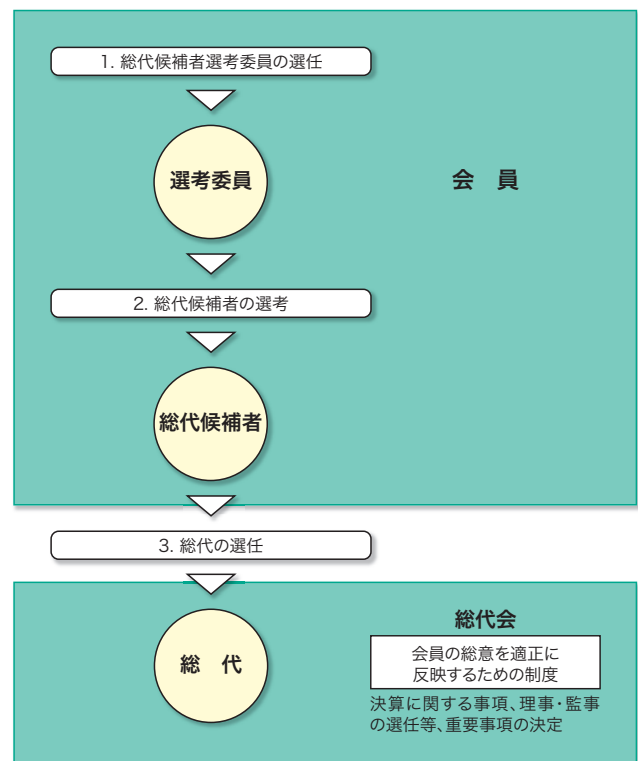 1. 総代候補者選考委員の選任
選考委員
会　員
2. 総代候補者の選考
総代候補者
3. 総代の選任
総　代
総代会
会員の総意を適正に
反映するための制度
決算に関する事項、理事・監事
の選任等、重要事項の決定